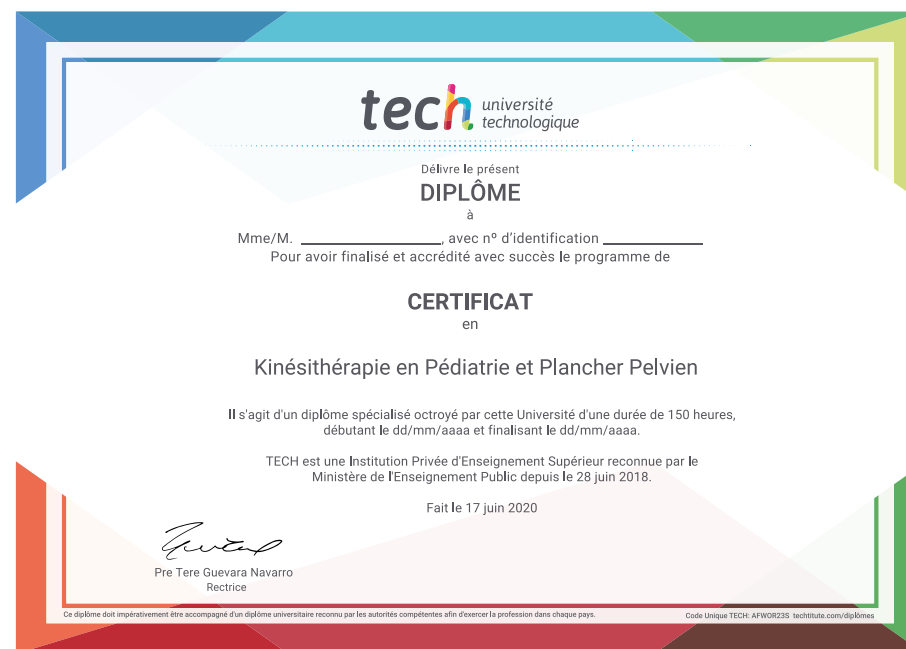 tech université
technologique
Délivre le présent
DIPLÔME
à
Mme/M. ____________________, avec nº d'identification ______________
Pour avoir finalisé et accrédité avec succès le programme de
CERTIFICAT
en
Kinésithérapie en Pédiatrie et Plancher Pelvien
Il s'agit d'un diplôme spécialisé octroyé par cette Université d'une durée de 150 heures,
débutant le dd/mm/aaaa et finalisant le dd/mm/aaaa.
TECH est une Institution Privée d'Enseignement Supérieur reconnue par le
Ministère de l'Enseignement Public depuis le 28 juin 2018.
Fait le 17 juin 2020
Pre Tere Guevara Navarro
Rectrice
Ce diplôme doit impérativement être accompagné d'un diplôme universitaire reconnu par les autorités compétentes afin d'exercer la profession dans chaque pays.
Code Unique TECH: AFWOR23S techtitute.com/diplômes